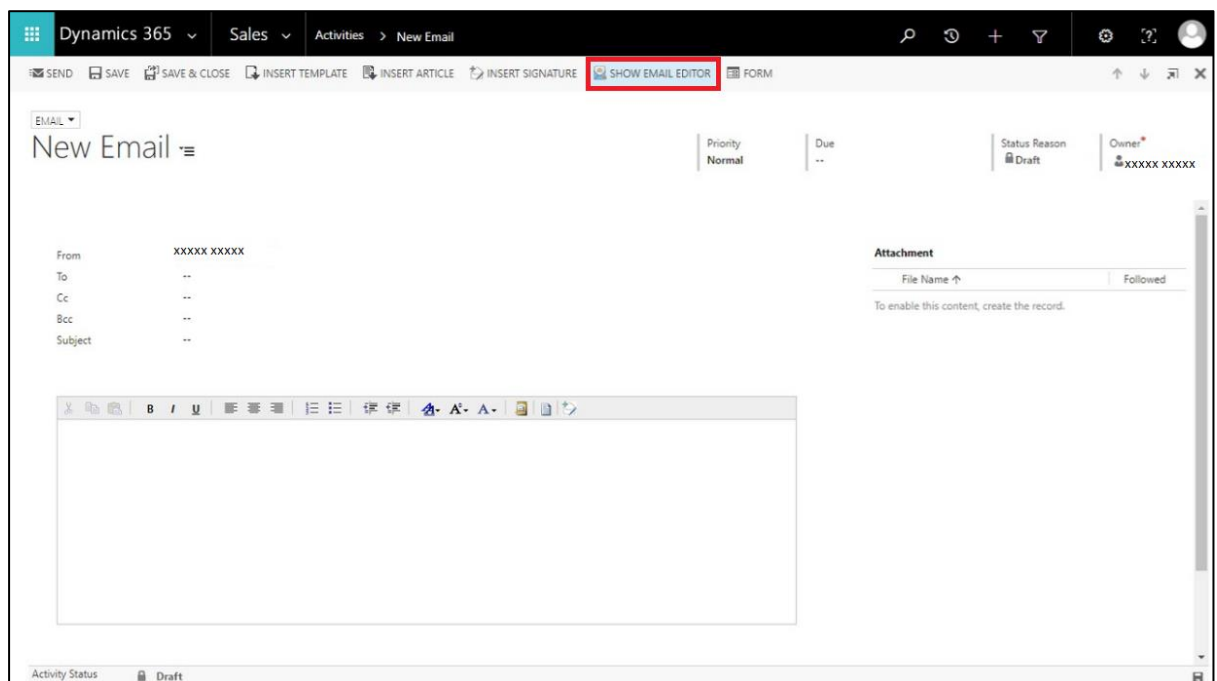 Dynamics 365 Sales Activities > New Email
SEND SAVE SAVE & CLOSE INSERT TEMPLATE INSERT ARTICLE INSERT SIGNATURE SHOW EMAIL EDITOR FORM
EMAIL
New Email
Priority Due Status Reason Owner*
Normal -- Draft xxxxx xxxxx
From xxxxx xxxxx
To --
Cc --
Bcc --
Subject --
Attachment
File Name Followed
To enable this content, create the record.
B I U A A A
Activity Status Draft